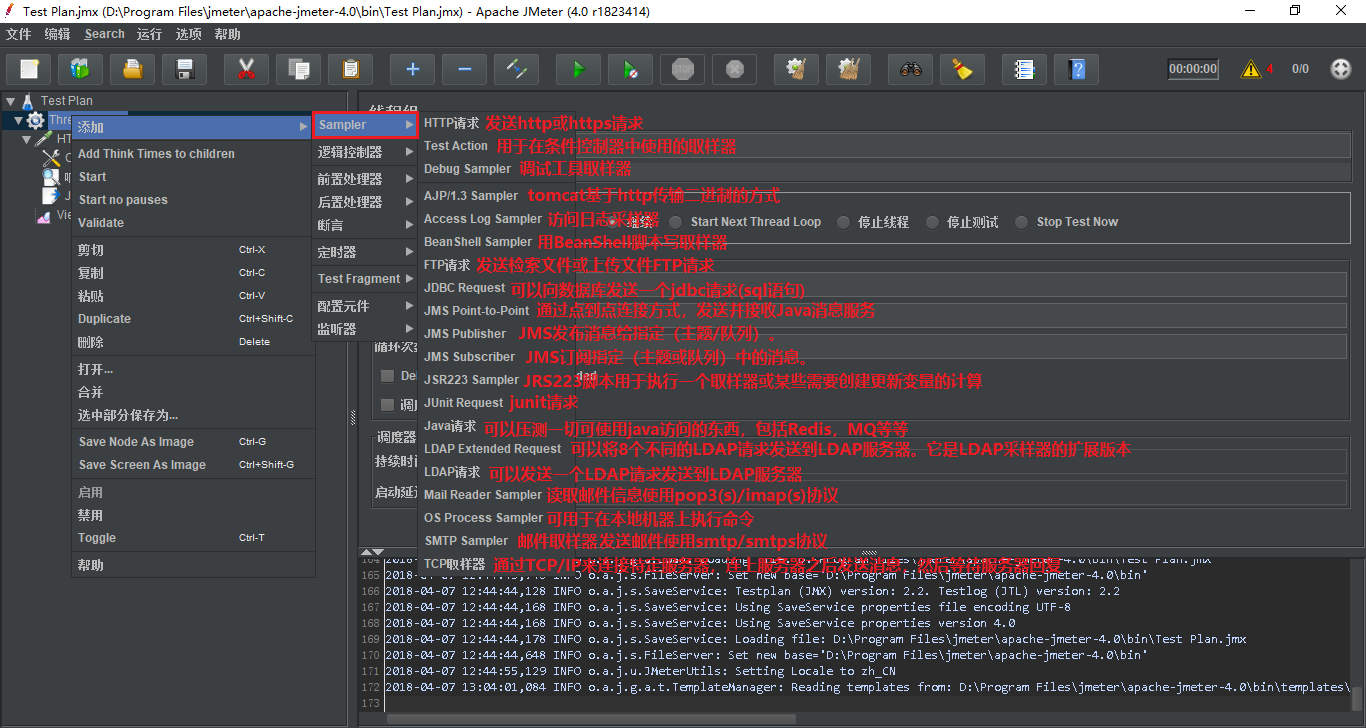 Test Plan.jmx (D:\Program Files\jmeter\apache-jmeter-4.0\bin\Test Plan.jmx) - Apache JMeter (4.0 r1823414)
文件 编辑 Search 运行 选项 帮助
STOP
00:00:00 4 0/0
Test Plan
Thre
HT
Vie
添加
Add Think Times to children
Start
Start no pauses
Validate
剪切 Ctrl-X
复制 Ctrl-C
粘贴 Ctrl-V
Duplicate Ctrl+Shift-C
删除 Delete
打开...
合并
选中部分保存为...
Save Node As Image Ctrl-G
Save Screen As Image Ctrl+Shift-G
启用
禁用
Toggle Ctrl-T
帮助
Sampler
逻辑控制器
前置处理器
后置处理器
断言
定时器
Test Fragment
配置元件
监听器
线程组
HTTP请求 发送http或https请求
Test Action 用于在条件控制器中使用的取样器
Debug Sampler 调试工具取样器
AJP/1.3 Sampler tomcat基于http传输二进制的方式
Access Log Sampler 访问日志采样器
继续 Start Next Thread Loop 停止线程 停止测试 Stop Test Now
BeanShell Sampler 用BeanShell脚本写取样器
FTP请求 发送检索文件或上传文件FTP请求
JDBC Request 可以向数据库发送一个jdbc请求(sql语句)
JMS Point-to-Point 通过点到点连接方式，发送并接收Java消息服务
JMS Publisher JMS发布消息给指定（主题/队列）。
JMS Subscriber JMS订阅指定（主题或队列）中的消息。
JSR223 Sampler JRS223脚本用于执行一个取样器或某些需要创建更新变量的计算
JUnit Request junit请求
Java请求 可以压测一切可使用java访问的东西，包括Redis，MQ等等
LDAP Extended Request 可以将8个不同的LDAP请求发送到LDAP服务器。它是LDAP采样器的扩展版本
LDAP请求 可以发送一个LDAP请求发送到LDAP服务器
Mail Reader Sampler 读取邮件信息使用pop3(s)/imap(s)协议
OS Process Sampler 可用于在本地机器上执行命令
SMTP Sampler 邮件取样器发送邮件使用smtp/smtps协议
TCP取样器 通过TCP/IP来连接特定服务器，连上服务器之后发送消息，然后等待服务器回复
循环次数
Del
调度
调度器
持续时间
启动延迟
165 2018-04-07 12:44:43,746 INFO o.a.j.s.FileServer: Set new base='D:\Program Files\jmeter\apache-jmeter-4.0\bin'
166 2018-04-07 12:44:44,128 INFO o.a.j.s.SaveService: Testplan (JMX) version: 2.2. Testlog (JTL) version: 2.2
167 2018-04-07 12:44:44,168 INFO o.a.j.s.SaveService: Using SaveService properties file encoding UTF-8
168 2018-04-07 12:44:44,168 INFO o.a.j.s.SaveService: Using SaveService properties version 4.0
169 2018-04-07 12:44:44,178 INFO o.a.j.s.SaveService: Loading file: D:\Program Files\jmeter\apache-jmeter-4.0\bin\Test Plan.jmx
170 2018-04-07 12:44:44,648 INFO o.a.j.s.FileServer: Set new base='D:\Program Files\jmeter\apache-jmeter-4.0\bin'
171 2018-04-07 12:44:55,129 INFO o.a.j.u.JMeterUtils: Setting Locale to zh_CN
172 2018-04-07 13:04:01,084 INFO o.a.j.g.a.t.TemplateManager: Reading templates from: D:\Program Files\jmeter\apache-jmeter-4.0\bin\templates\
173